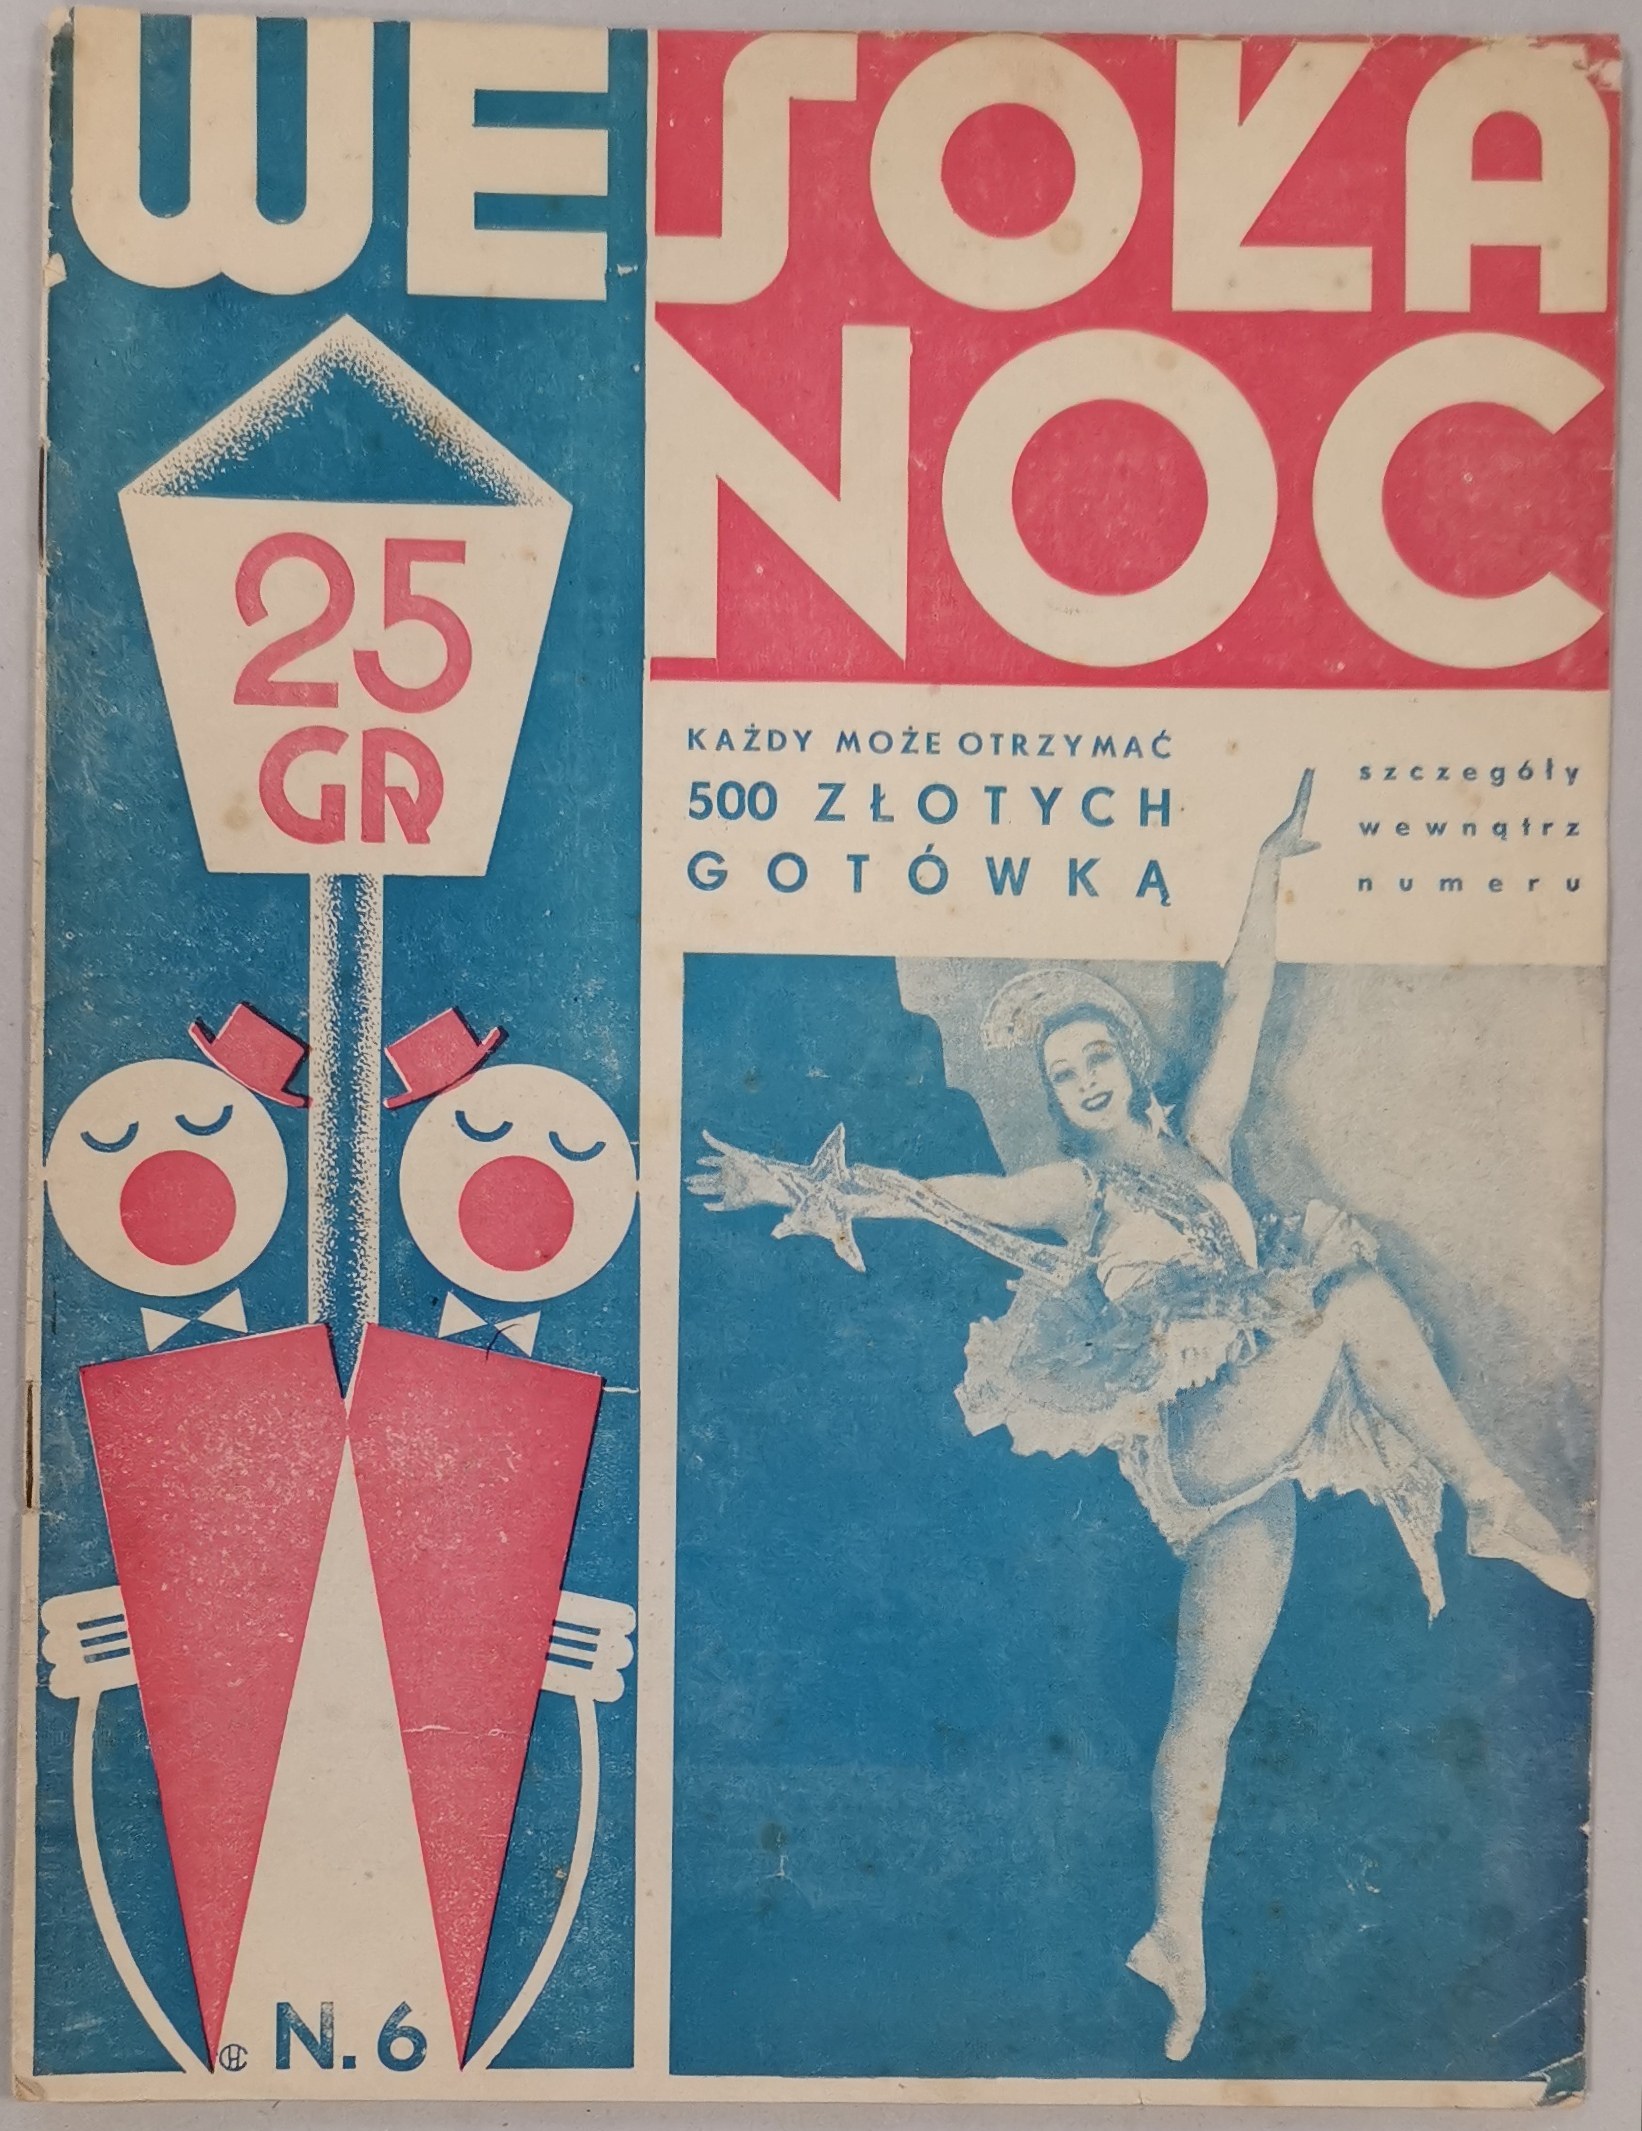 WESOŁA
NOC
25
GR
KAŻDY MOŻE OTRZYMAĆ
500 ZŁOTYCH
GOTÓWKĄ
szczegóły
wewnątrz
numeru
N. 6